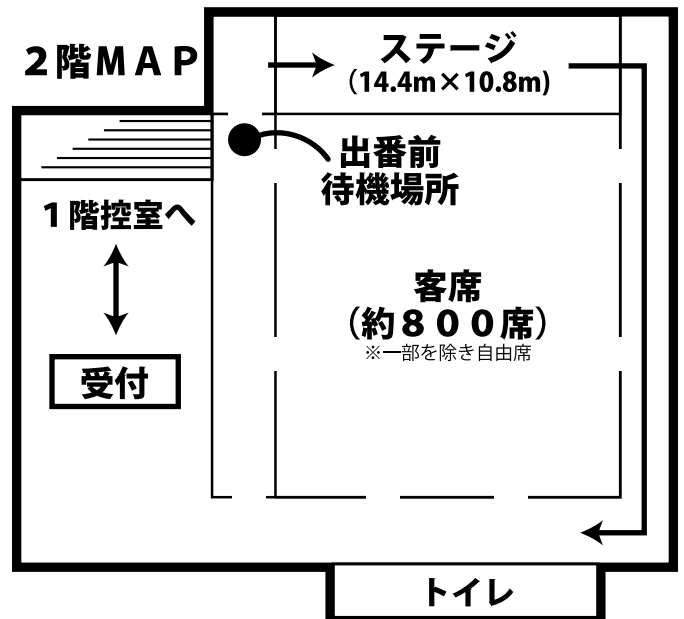 ２階ＭＡＰ
ステージ
（14.4m×10.8m）
出番前
待機場所
１階控室へ
客席
（約８００席）
※一部を除き自由席
受付
トイレ